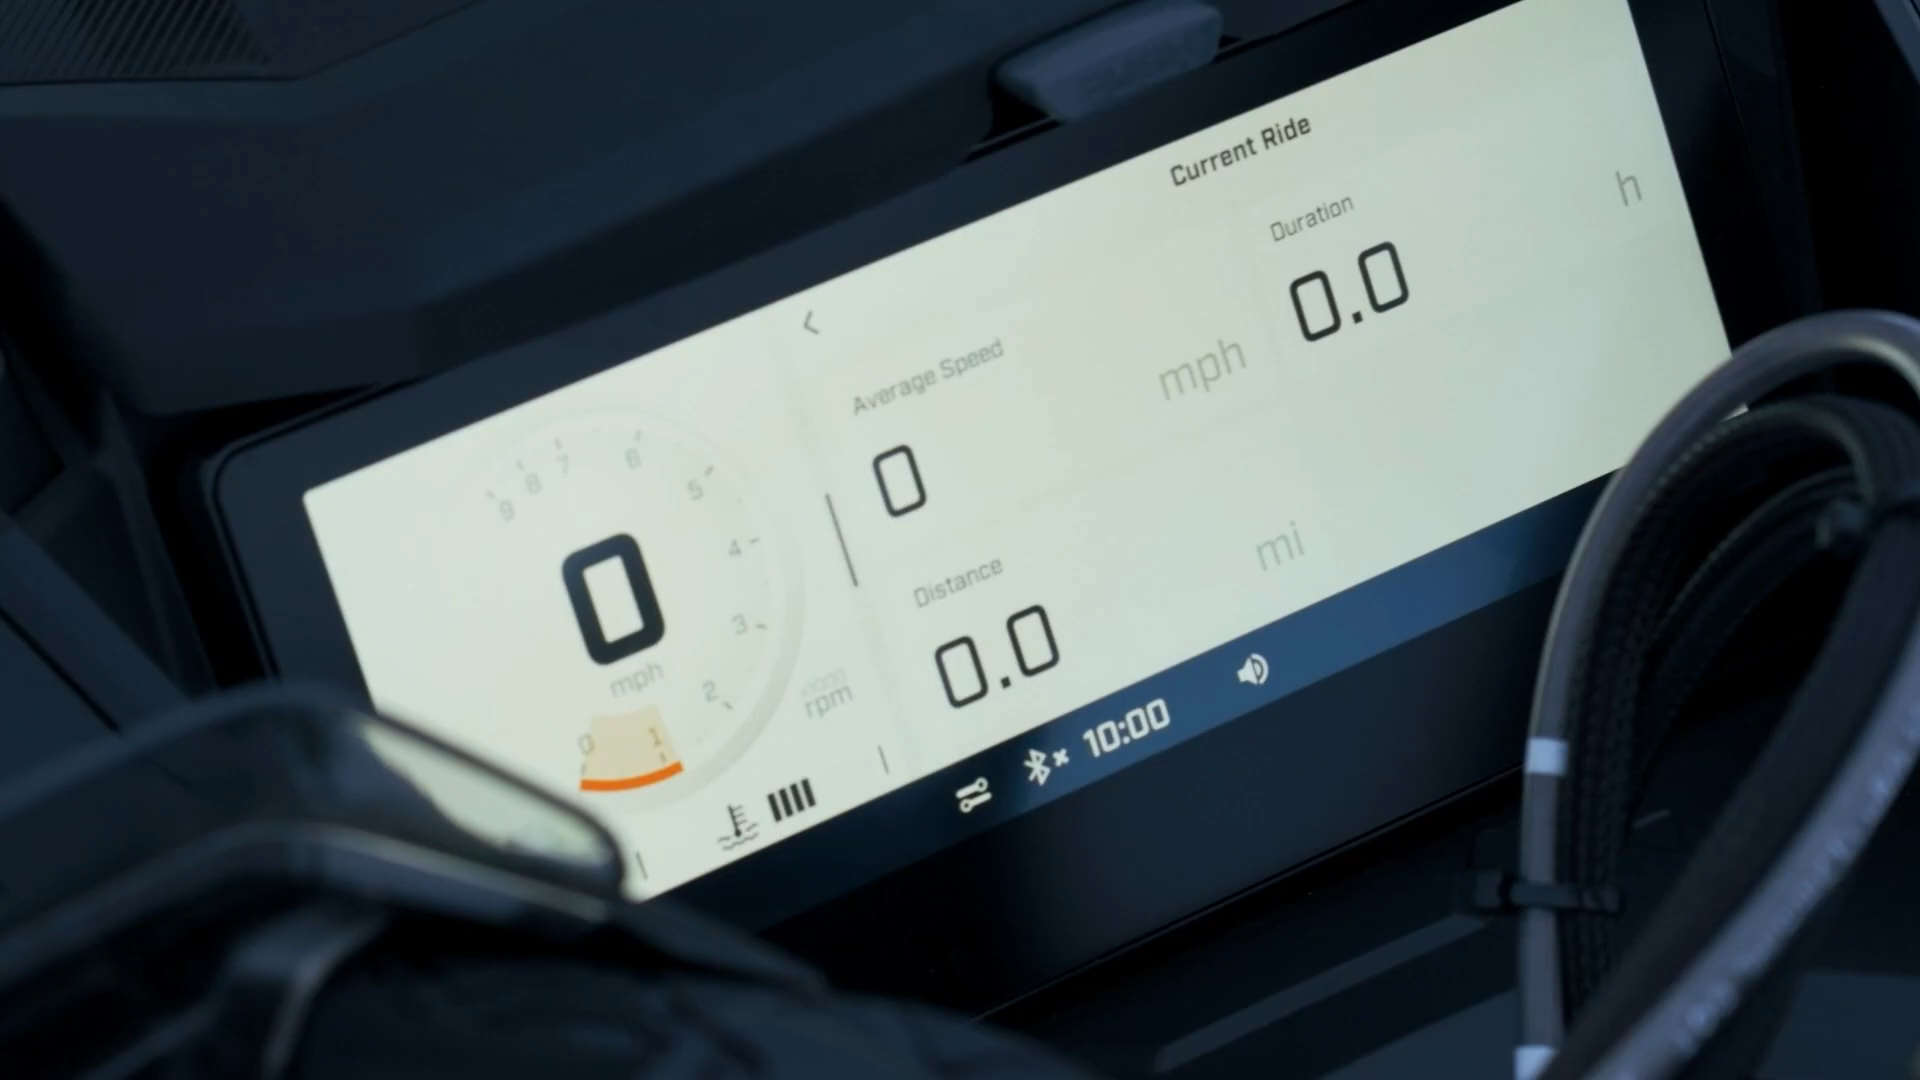 Current Ride
Duration
h
0.0
Average Speed
mph
0
Distance
mi
0.0
9
8
7
6
5
4
3
2
1
0
0
mph
x1000
rpm
10:00